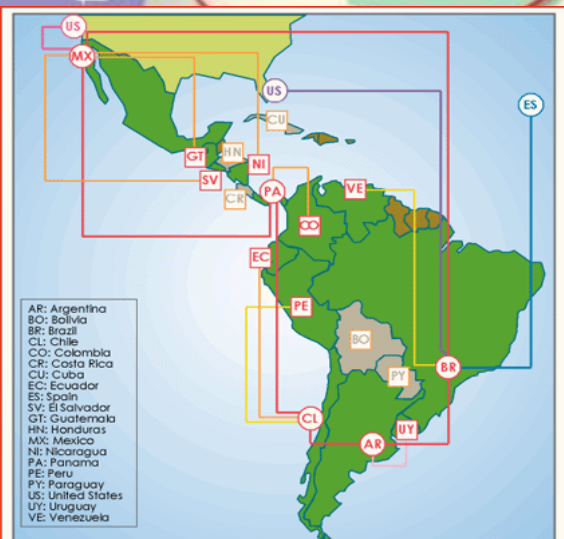 US
MX
US
ES
CU
GT
HN
NI
SV
CR
PA
VE
CO
EC
PE
BO
BR
PY
CL
AR
UY
AR: Argentina
BO: Bolivia
BR: Brazil
CL: Chile
CO: Colombia
CR: Costa Rica
CU: Cuba
EC: Ecuador
ES: Spain
SV: El Salvador
GT: Guatemala
HN: Honduras
MX: Mexico
NI: Nicaragua
PA: Panama
PE: Peru
PY: Paraguay
US: United States
UY: Uruguay
VE: Venezuela